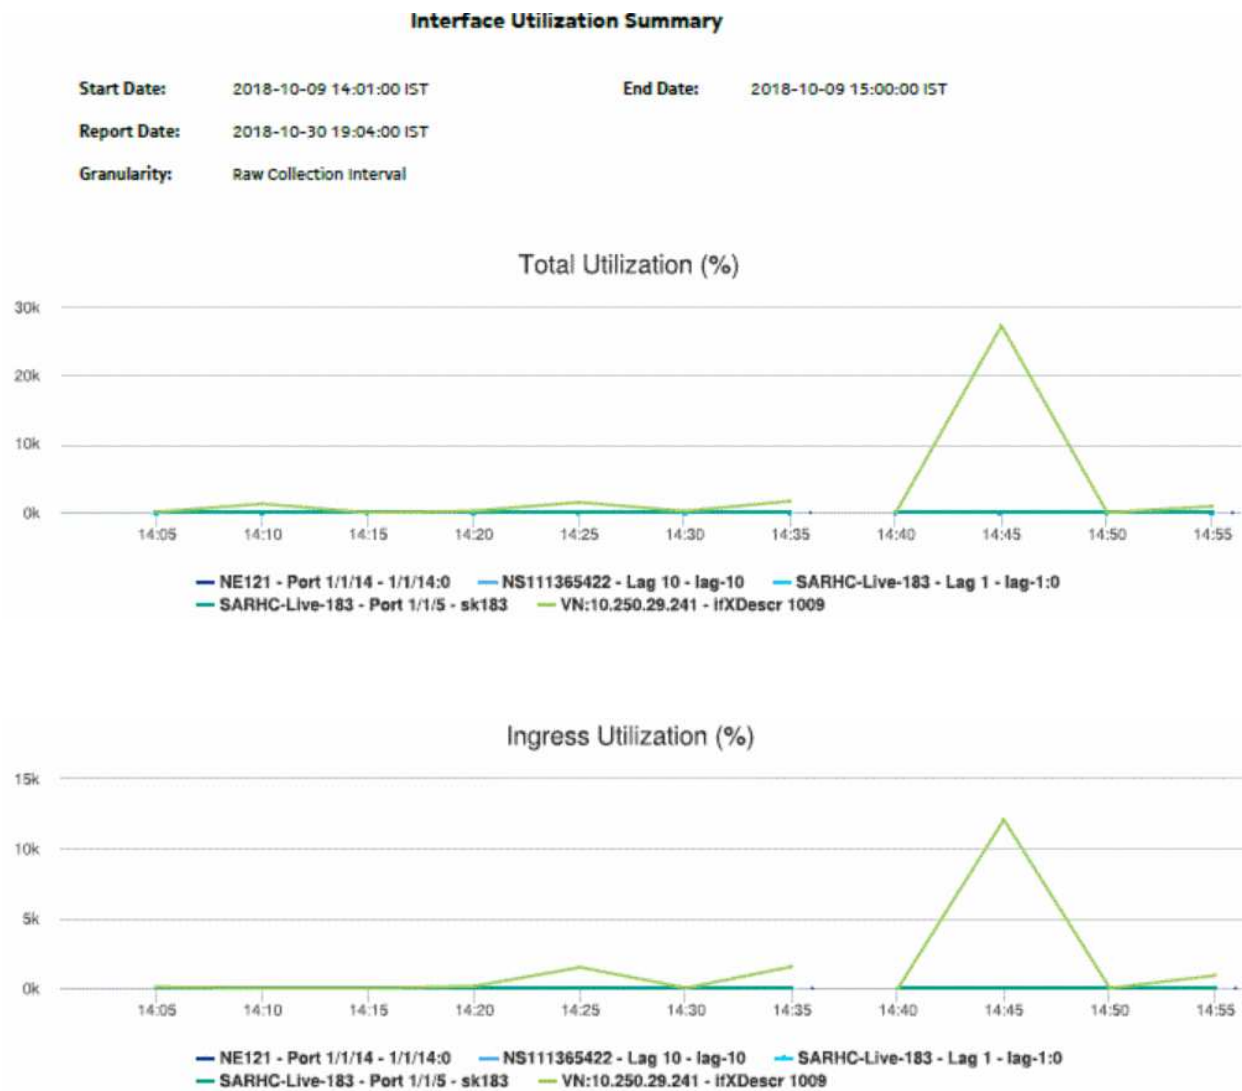 Interface Utilization Summary
Start Date: 2018-10-09 14:01:00 IST End Date: 2018-10-09 15:00:00 IST
Report Date: 2018-10-30 19:04:00 IST
Granularity: Raw Collection Interval
Total Utilization (%)
30k
20k
10k
0k
14:05 14:10 14:15 14:20 14:25 14:30 14:35 14:40 14:45 14:50 14:55
NE121 - Port 1/1/14 - 1/1/14:0 NS111365422 - Lag 10 - lag-10 SARHC-Live-183 - Lag 1 - lag-1:0
SARHC-Live-183 - Port 1/1/5 - sk183 VN:10.250.29.241 - ifXDescr 1009
Ingress Utilization (%)
15k
10k
5k
0k
14:05 14:10 14:15 14:20 14:25 14:30 14:35 14:40 14:45 14:50 14:55
NE121 - Port 1/1/14 - 1/1/14:0 NS111365422 - Lag 10 - lag-10 SARHC-Live-183 - Lag 1 - lag-1:0
SARHC-Live-183 - Port 1/1/5 - sk183 VN:10.250.29.241 - ifXDescr 1009